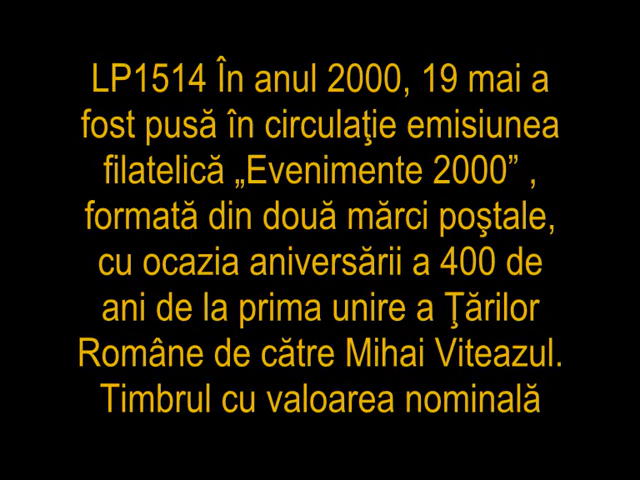 LP1514 În anul 2000, 19 mai a
fost pusă în circulaţie emisiunea
filatelică „Evenimente 2000” ,
formată din două mărci poştale,
cu ocazia aniversării a 400 de
ani de la prima unire a Ţărilor
Române de către Mihai Viteazul.
Timbrul cu valoarea nominală